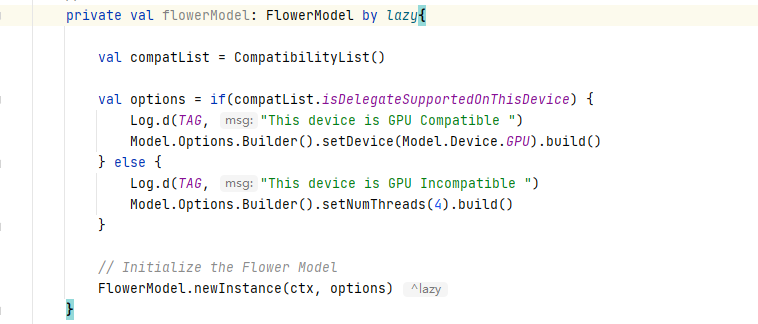 private val flowerModel: FlowerModel by lazy{
val compatList = CompatibilityList()
val options = if(compatList.isDelegateSupportedOnThisDevice) {
Log.d(TAG, msg: "This device is GPU Compatible ")
Model.Options.Builder().setDevice(Model.Device.GPU).build()
} else {
Log.d(TAG, msg: "This device is GPU Incompatible ")
Model.Options.Builder().setNumThreads(4).build()
}
// Initialize the Flower Model
FlowerModel.newInstance(ctx, options) ^lazy
}